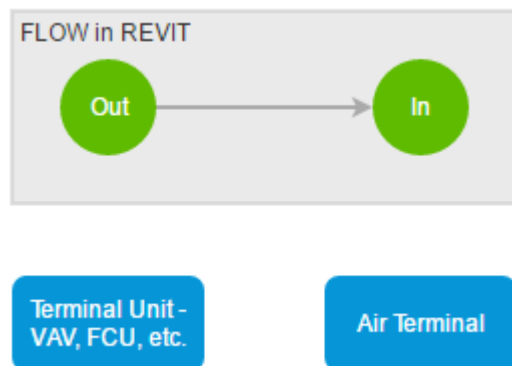 FLOW in REVIT
Out
In
Terminal Unit -
VAV, FCU, etc.
Air Terminal